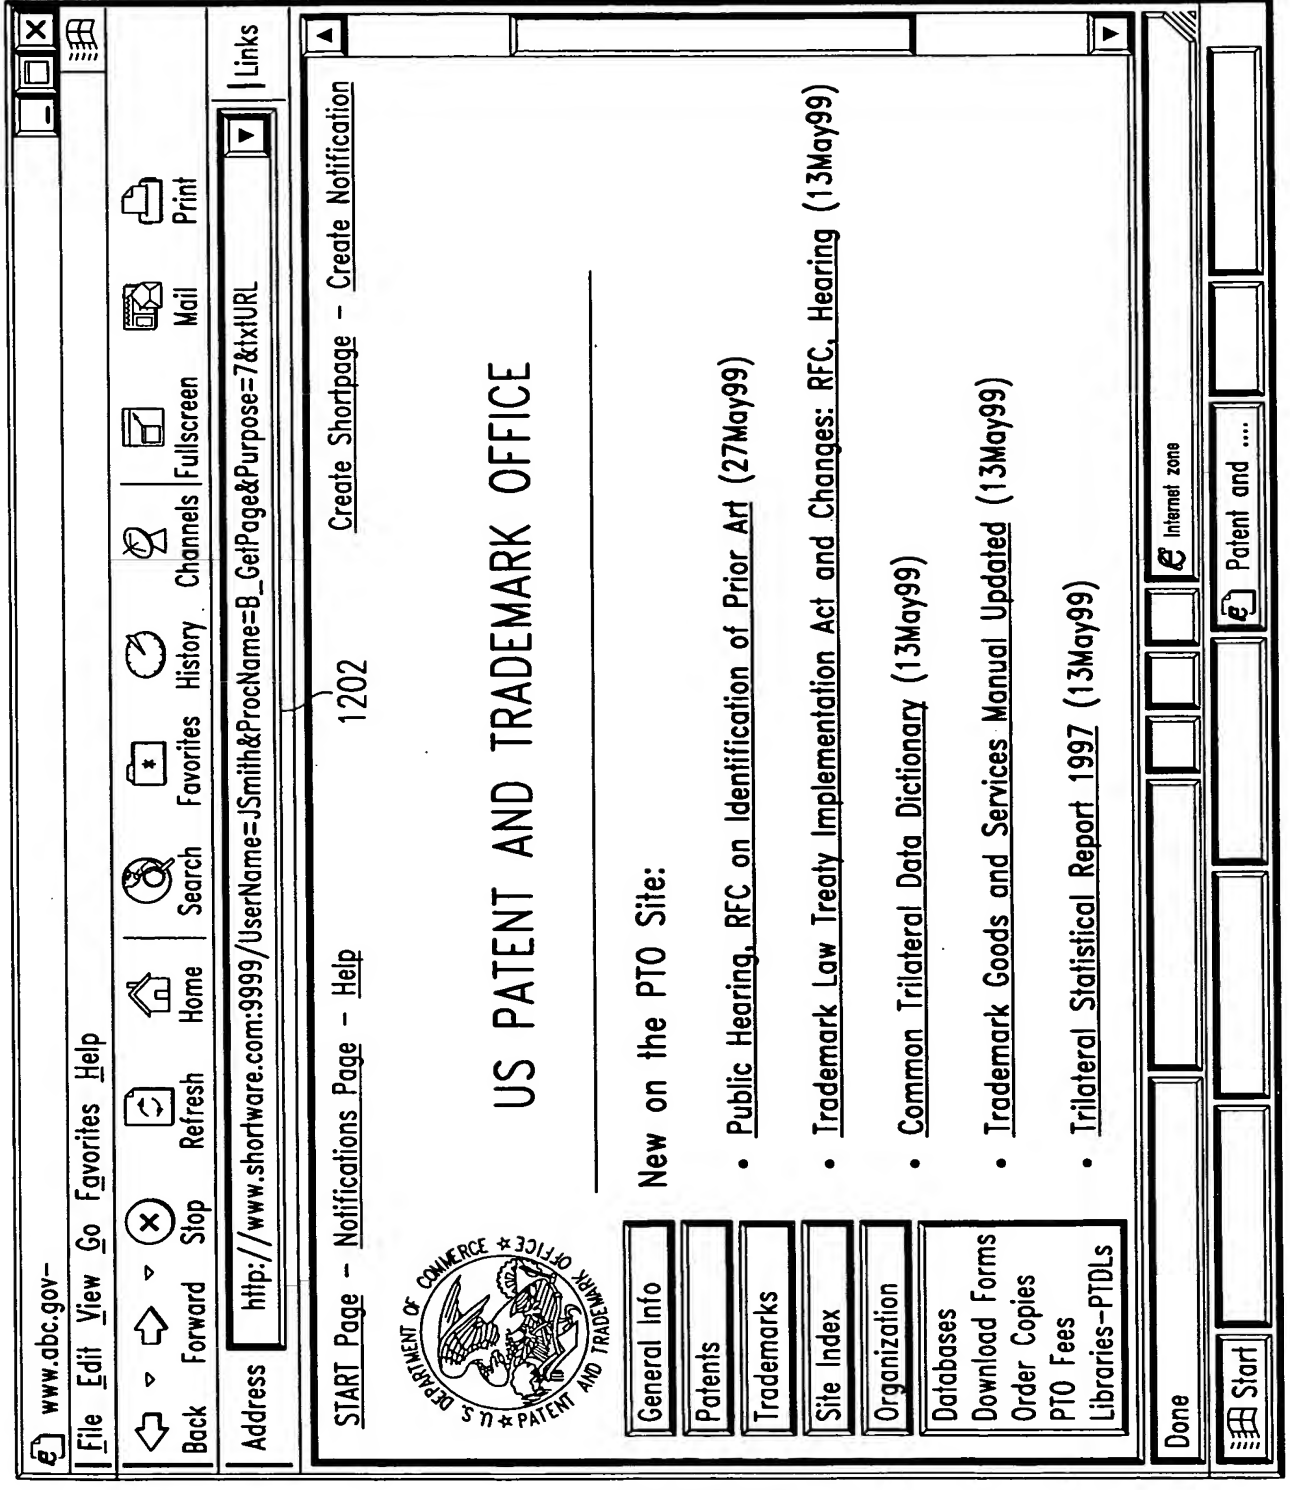 www.abc.gov-
File Edit View Go Favorites Help
Back Forward Stop Refresh Home Search Favorites History Channels Fullscreen Mail Print
Address http://www.shortware.com:9999/UserName=JSmith&ProcName=B_GetPage&Purpose=7&txtURL Links
1202
START Page - Notifications Page - Help Create Shortpage - Create Notification
U.S. DEPARTMENT OF COMMERCE
PATENT AND TRADEMARK OFFICE
US PATENT AND TRADEMARK OFFICE
General Info
Patents
Trademarks
Site Index
Organization
Databases
Download Forms
Order Copies
PTO Fees
Libraries-PTDLs
New on the PTO Site:
• Public Hearing, RFC on Identification of Prior Art (27May99)
• Trademark Law Treaty Implementation Act and Changes: RFC, Hearing (13May99)
• Common Trilateral Data Dictionary (13May99)
• Trademark Goods and Services Manual Updated (13May99)
• Trilateral Statistical Report 1997 (13May99)
Done Internet zone
Start Patent and ....